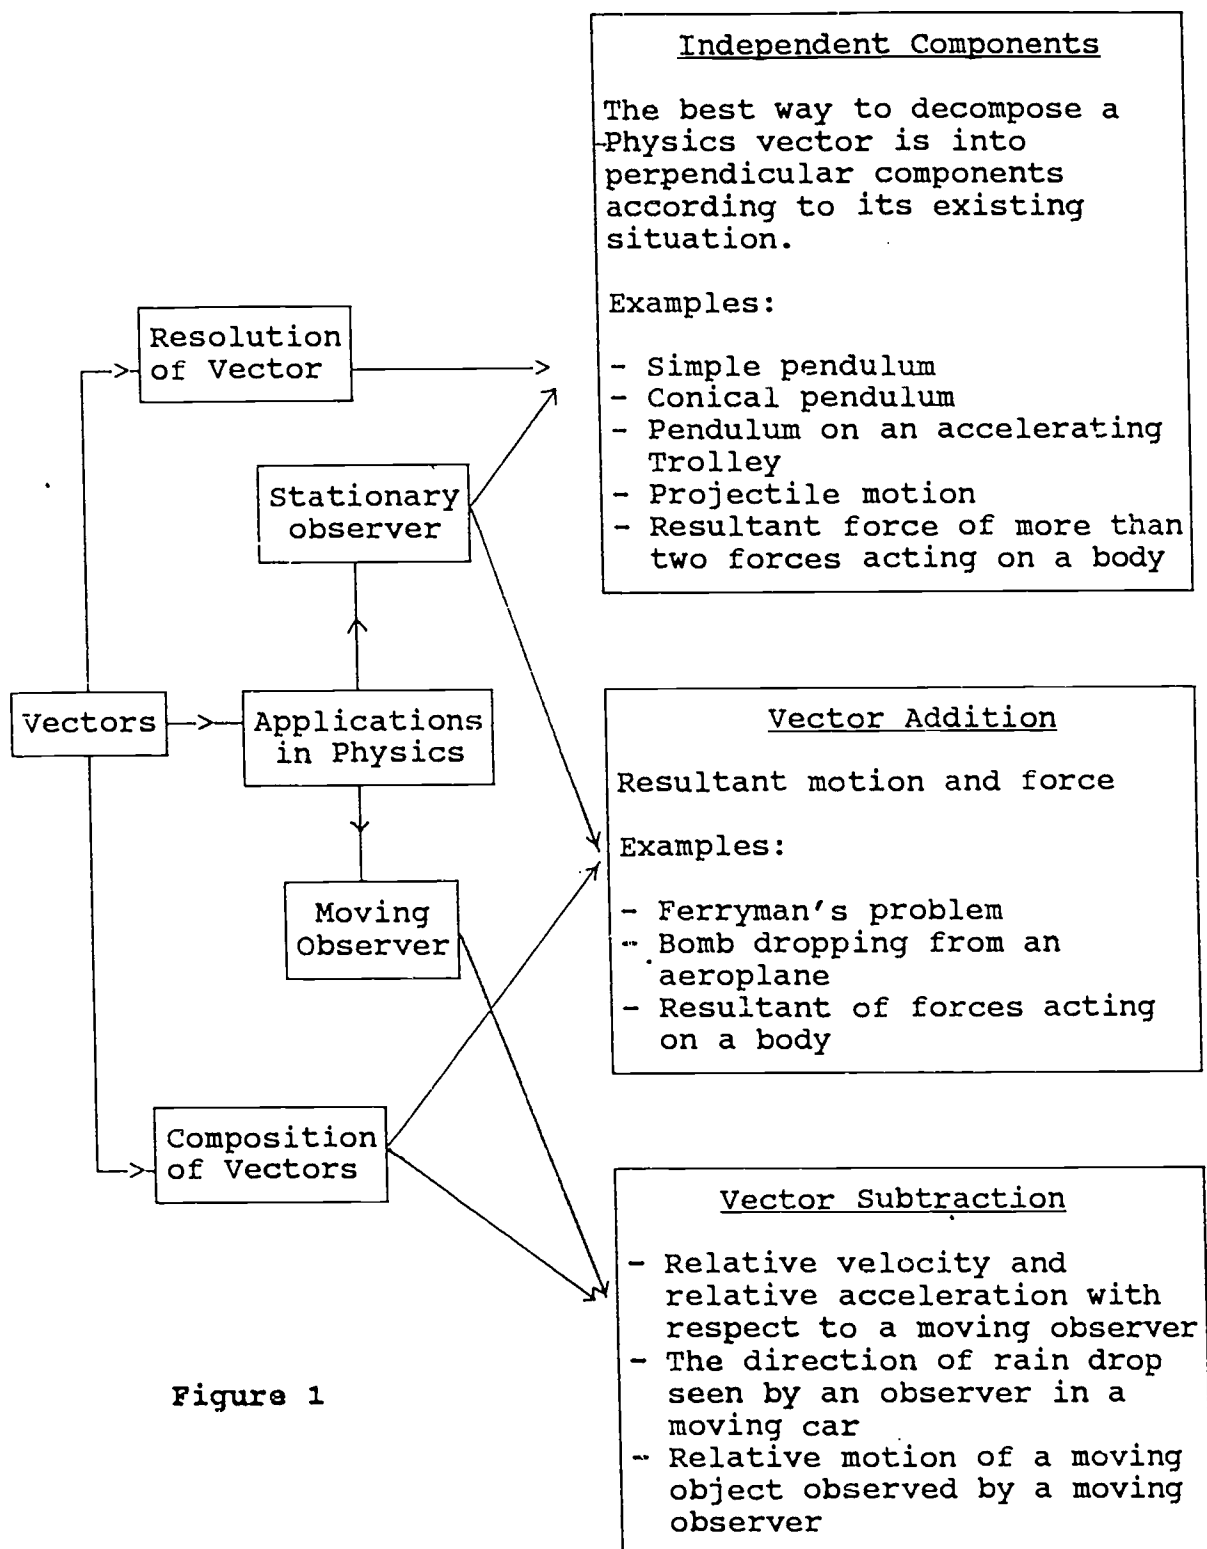 Independent Components
The best way to decompose a
Physics vector is into
perpendicular components
according to its existing
situation.
Examples:
- Simple pendulum
- Conical pendulum
- Pendulum on an accelerating
Trolley
- Projectile motion
- Resultant force of more than
two forces acting on a body
Resolution
of Vector
Stationary
observer
Vectors
Applications
in Physics
Moving
Observer
Composition
of Vectors
Vector Addition
Resultant motion and force
Examples:
- Ferryman's problem
- Bomb dropping from an
aeroplane
- Resultant of forces acting
on a body
Vector Subtraction
- Relative velocity and
relative acceleration with
respect to a moving observer
- The direction of rain drop
seen by an observer in a
moving car
- Relative motion of a moving
object observed by a moving
observer
Figure 1